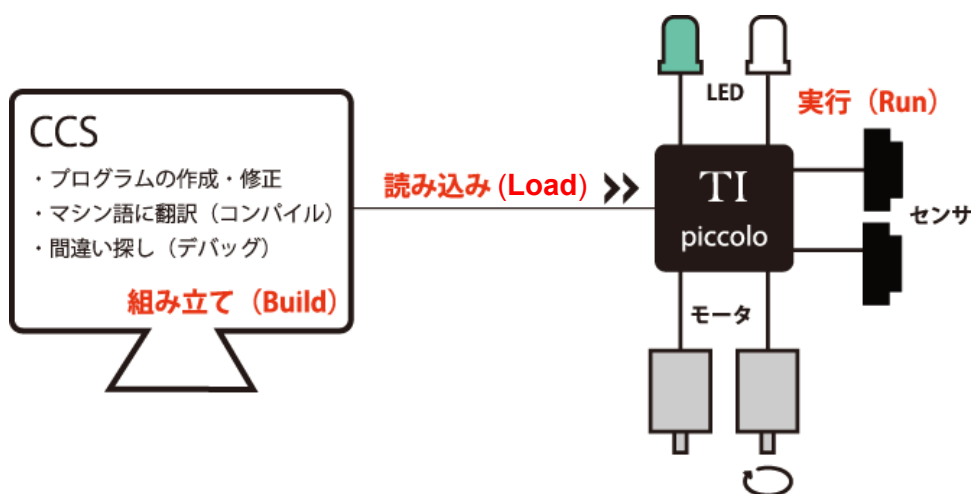 CCS
・プログラムの作成・修正
・マシン語に翻訳（コンパイル）
・間違い探し（デバッグ）
組み立て（Build）
読み込み (Load)
LED
実行（Run）
TI
piccolo
センサ
モータ